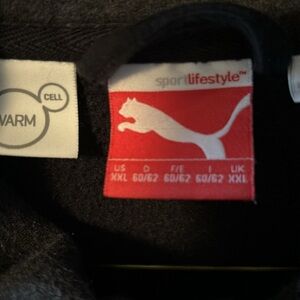 CELL
WARM
sportlifestyle™
US D F/E I UK
XXL 60/62 60/62 60/62 XXL